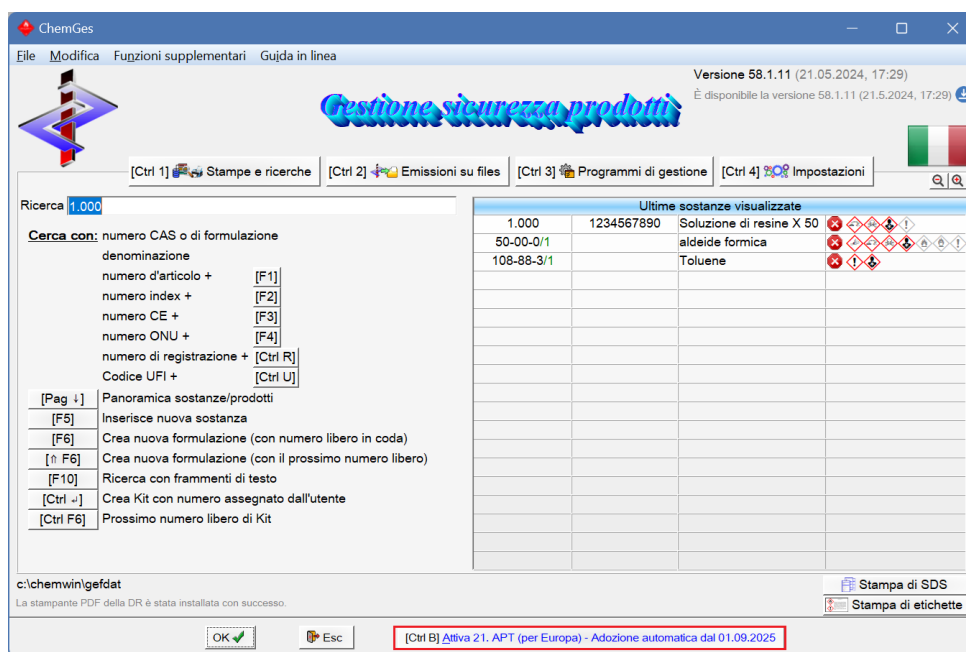 ChemGes
File Modifica Funzioni supplementari Guida in linea
Versione 58.1.11 (21.05.2024, 17:29)
È disponibile la versione 58.1.11 (21.5.2024, 17:29)
Gestione sicurezza prodotti
[Ctrl 1] Stampe e ricerche [Ctrl 2] Emissioni su files [Ctrl 3] Programmi di gestione [Ctrl 4] Impostazioni
Ricerca 1.000
Cerca con: numero CAS o di formulazione
denominazione
numero d'articolo + [F1]
numero index + [F2]
numero CE + [F3]
numero ONU + [F4]
numero di registrazione + [Ctrl R]
Codice UFI + [Ctrl U]
[Pag ↓] Panoramica sostanze/prodotti
[F5] Inserisce nuova sostanza
[F6] Crea nuova formulazione (con numero libero in coda)
[⇑ F6] Crea nuova formulazione (con il prossimo numero libero)
[F10] Ricerca con frammenti di testo
[Ctrl ↵] Crea Kit con numero assegnato dall'utente
[Ctrl F6] Prossimo numero libero di Kit
Ultime sostanze visualizzate
1.000 1234567890 Soluzione di resine X 50
50-00-0/1 aldeide formica
108-88-3/1 Toluene
c:\chemwin\gefdat
La stampante PDF della DR è stata installata con successo.
Stampa di SDS
Stampa di etichette
OK Esc [Ctrl B] Attiva 21. APT (per Europa) - Adozione automatica dal 01.09.2025